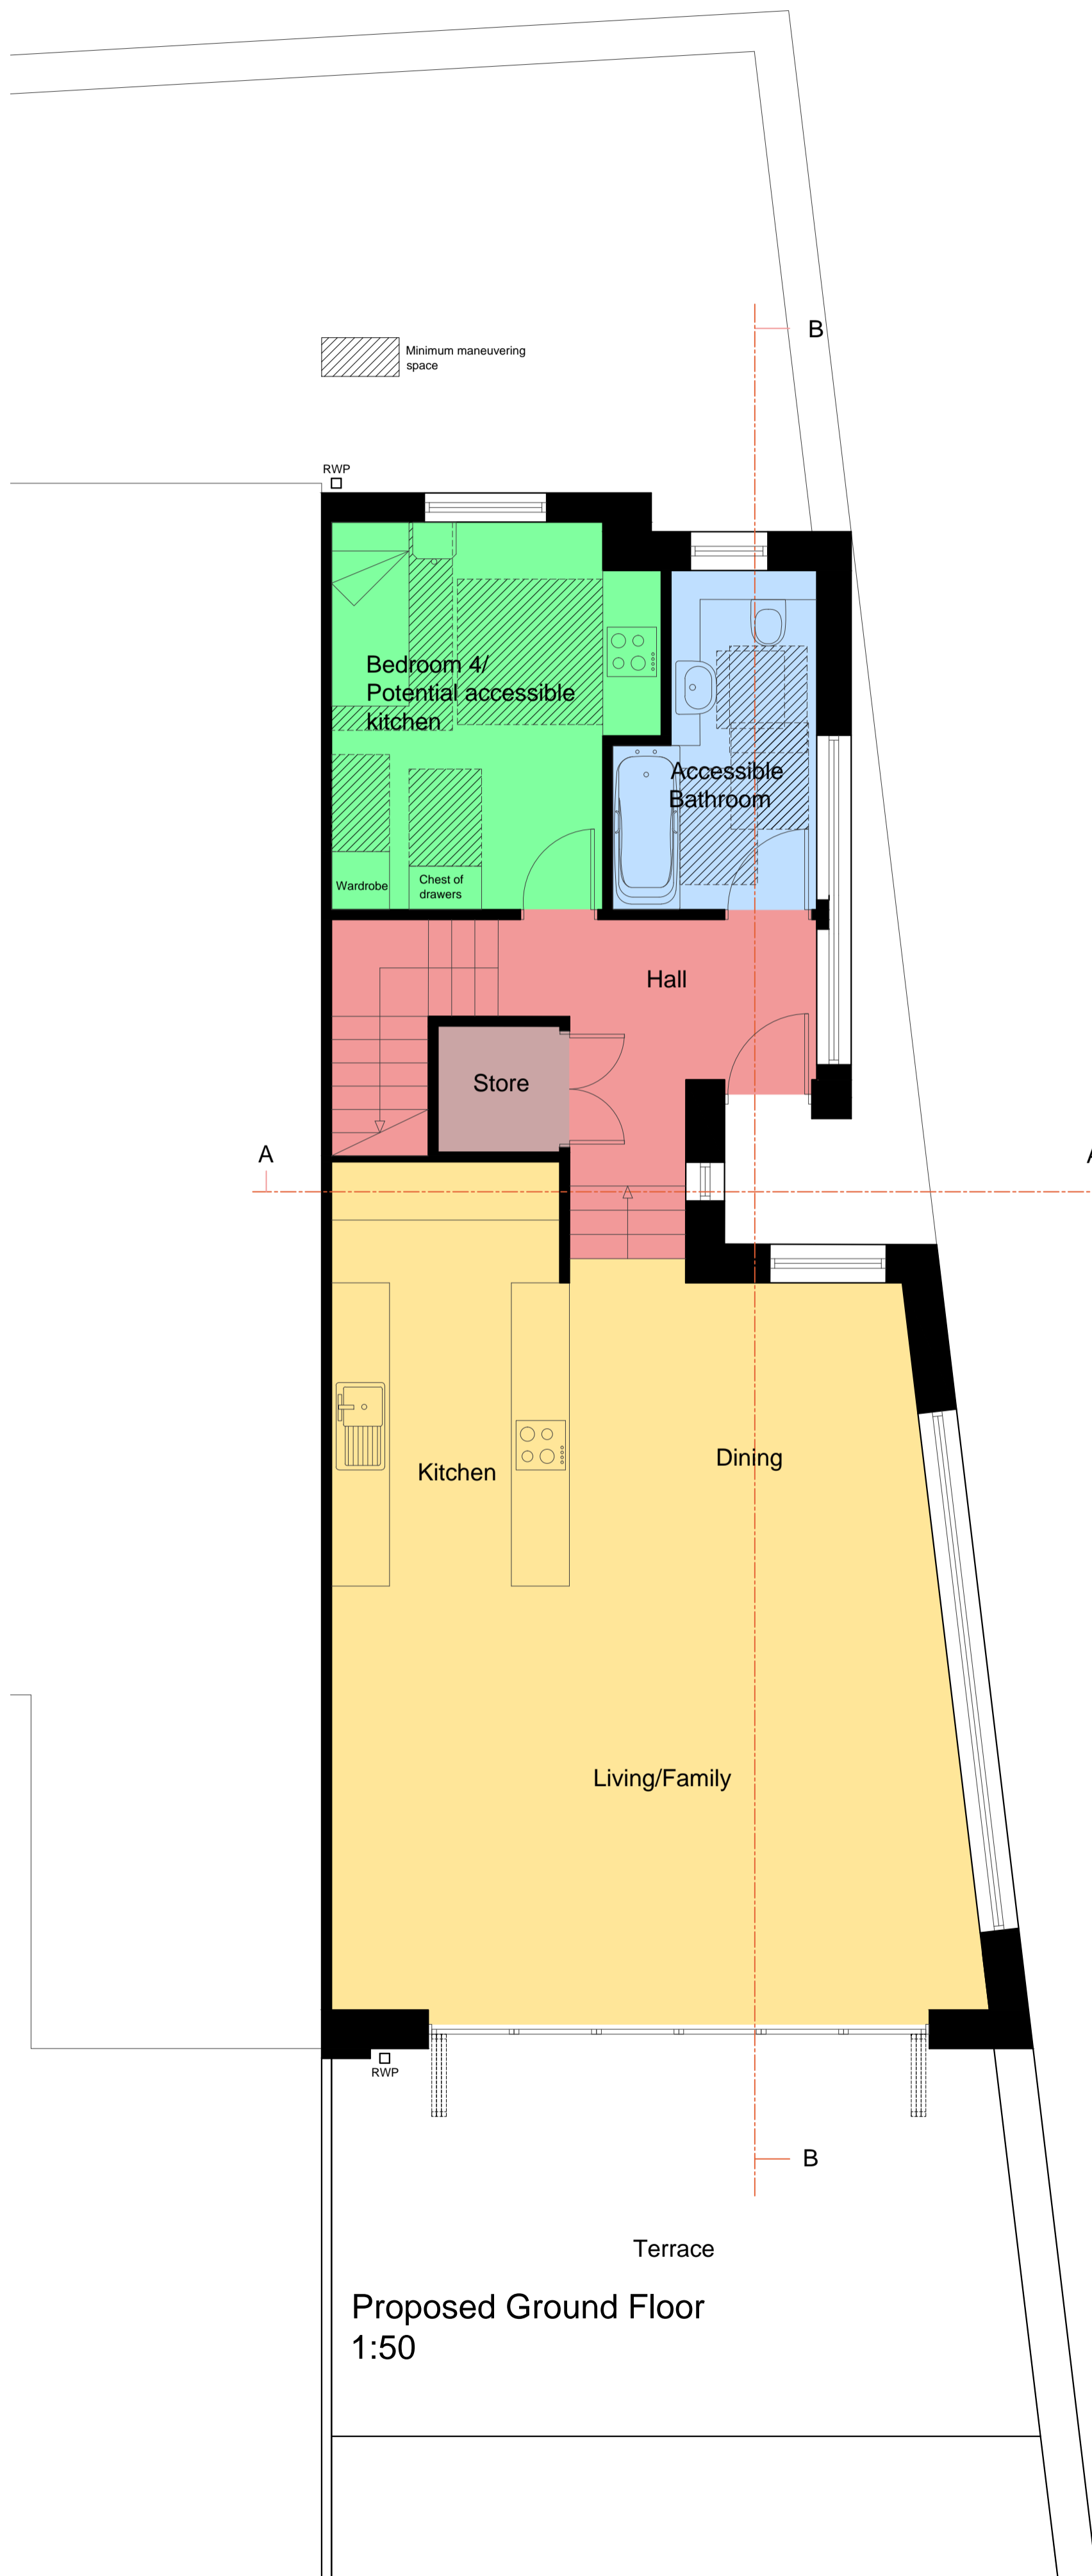 B
Minimum maneuvering
space
RWP
Bedroom 4/
Potential accessible
kitchen
Accessible
Bathroom
Wardrobe
Chest of
drawers
Hall
Store
A
A
Kitchen
Dining
Living/Family
RWP
B
Terrace
Proposed Ground Floor
1:50